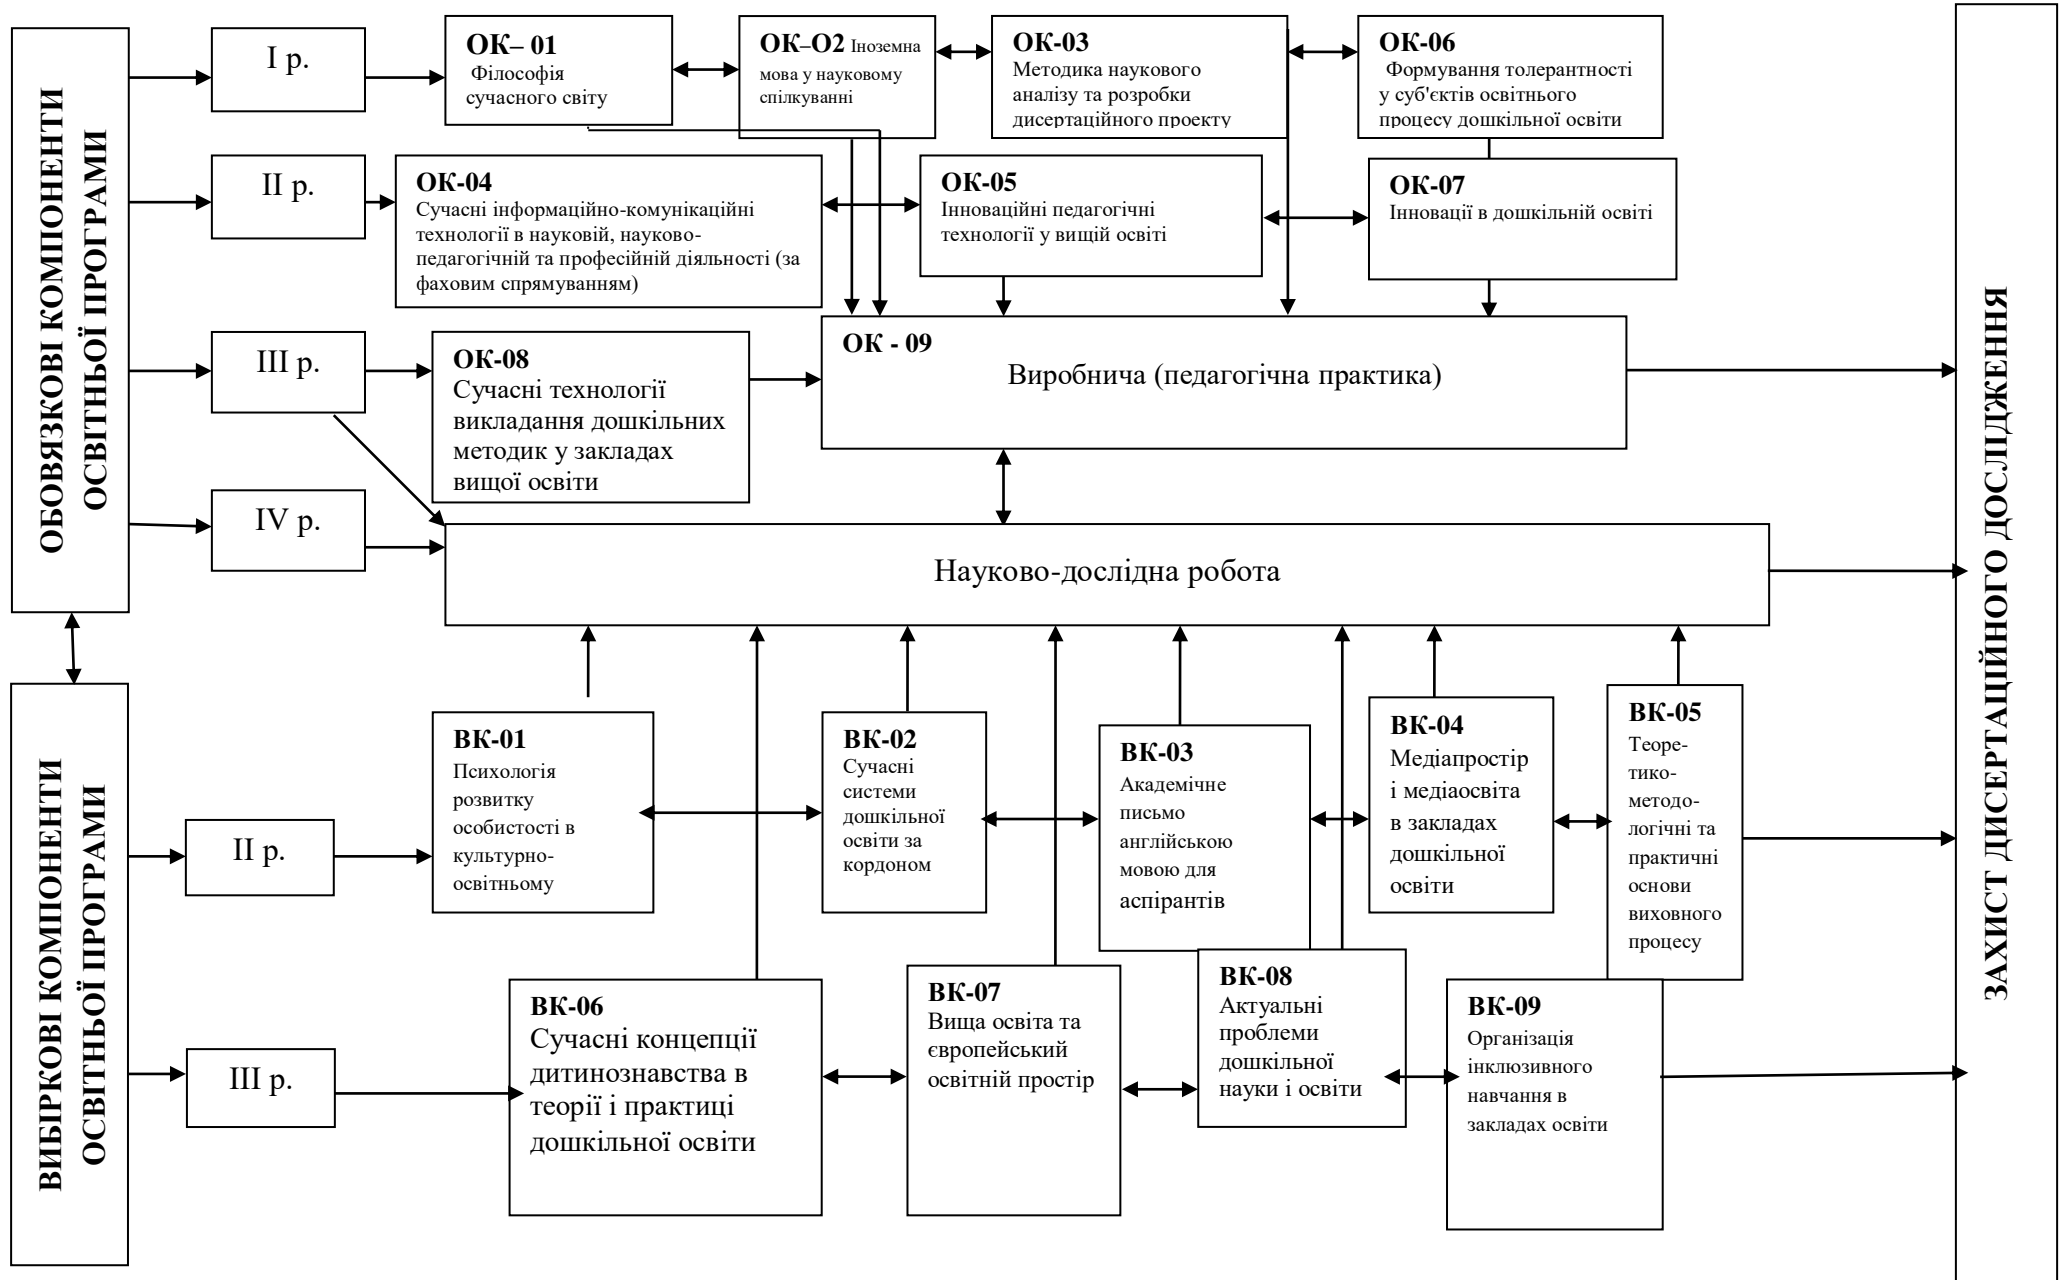 ОБОВЯЗКОВІ КОМПОНЕНТИ
ОСВІТНЬОЇ ПРОГРАМИ
І р.
ОК– 01
Філософія
сучасного світу
ОК–О2 Іноземна
мова у науковому
спілкуванні
ОК-03
Методика наукового
аналізу та розробки
дисертаційного проекту
ОК-06
Формування толерантності
у суб'єктів освітнього
процесу дошкільної освіти
ІІ р.
ОК-04
Сучасні інформаційно-комунікаційні
технології в науковій, науково-
педагогічній та професійній діяльності (за
фаховим спрямуванням)
ОК-05
Інноваційні педагогічні
технології у вищій освіті
ОК-07
Інновації в дошкільній освіті
ІІІ р.
ОК-08
Сучасні технології
викладання дошкільних
методик у закладах
вищої освіти
ОК - 09
Виробнича (педагогічна практика)
IV р.
Науково-дослідна робота
ВИБІРКОВІ КОМПОНЕНТИ
ОСВІТНЬОЇ ПРОГРАМИ
ІІ р.
ВК-01
Психологія
розвитку
особистості в
культурно-
освітньому
ВК-02
Сучасні
системи
дошкільної
освіти за
кордоном
ВК-03
Академічне
письмо
англійською
мовою для
аспірантів
ВК-04
Медіапростір
і медіаосвіта
в закладах
дошкільної
освіти
ВК-05
Теоре-
тико-
методо-
логічні та
практичні
основи
виховного
процесу
ІІІ р.
ВК-06
Сучасні концепції
дитинознавства в
теорії і практиці
дошкільної освіти
ВК-07
Вища освіта та
європейський
освітній простір
ВК-08
Актуальні
проблеми
дошкільної
науки і освіти
ВК-09
Організація
інклюзивного
навчання в
закладах освіти
ЗАХИСТ ДИСЕРТАЦІЙНОГО ДОСЛІДЖЕННЯ